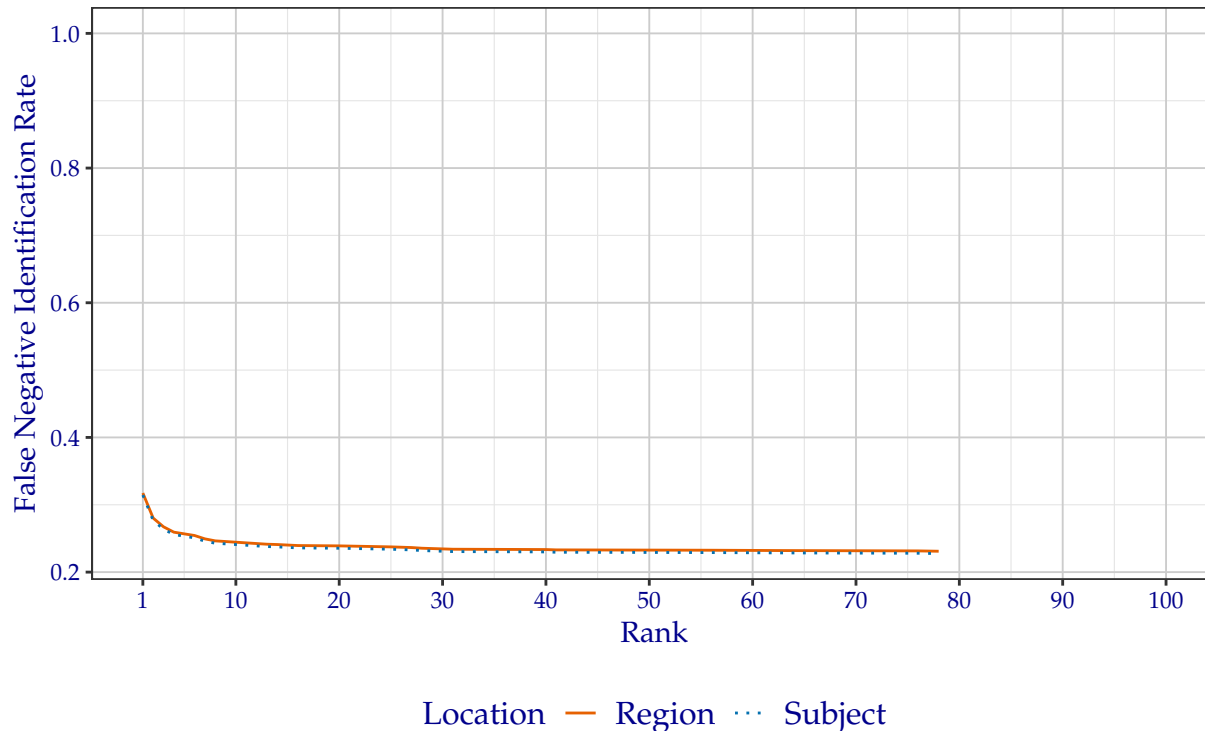 False Negative Identification Rate
1.0
0.8
0.6
0.4
0.2
1 10 20 30 40 50 60 70 80 90 100
Rank
Location Region Subject